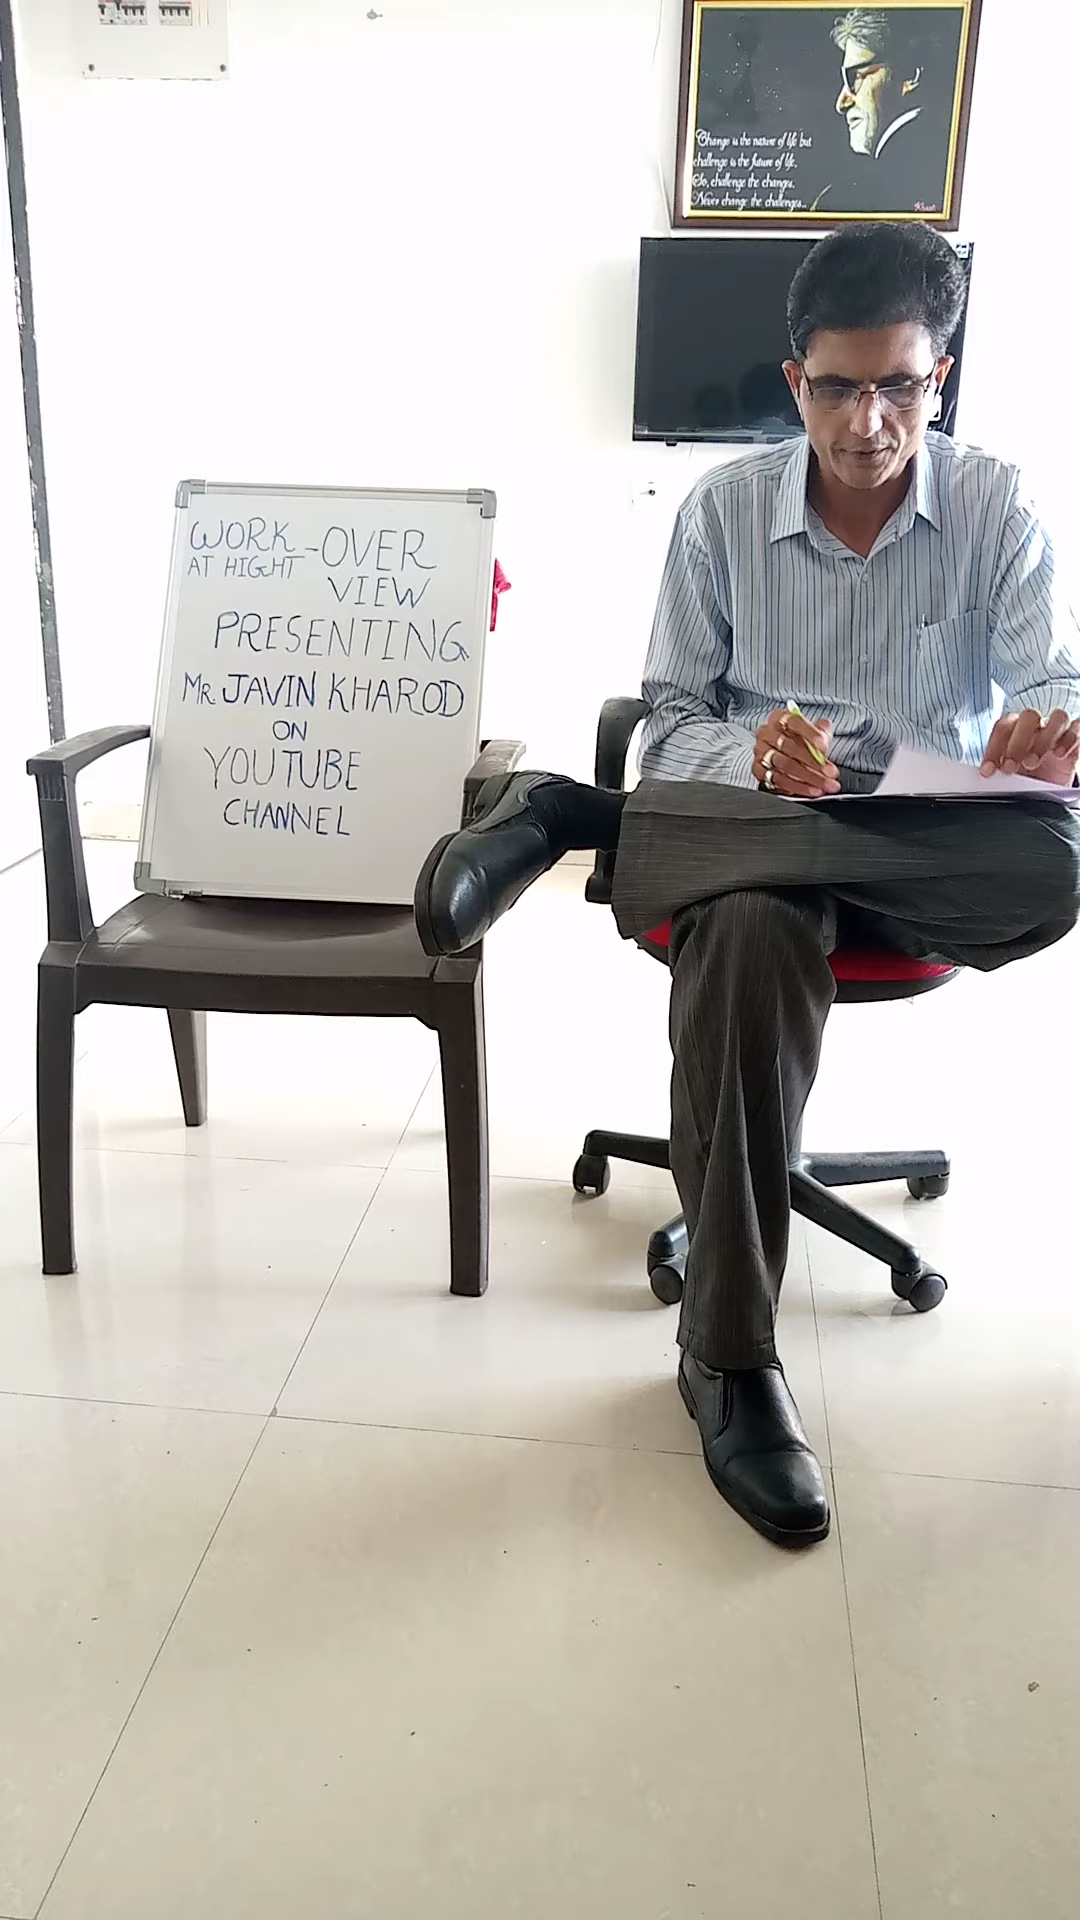 Change is the nature of life but
challenge is the future of life.
So, challenge the changes.
Never change the challenges..
WORK - OVER
AT HIGHT VIEW
PRESENTING
MR. JAVIN KHAROD
ON
YOUTUBE
CHANNEL